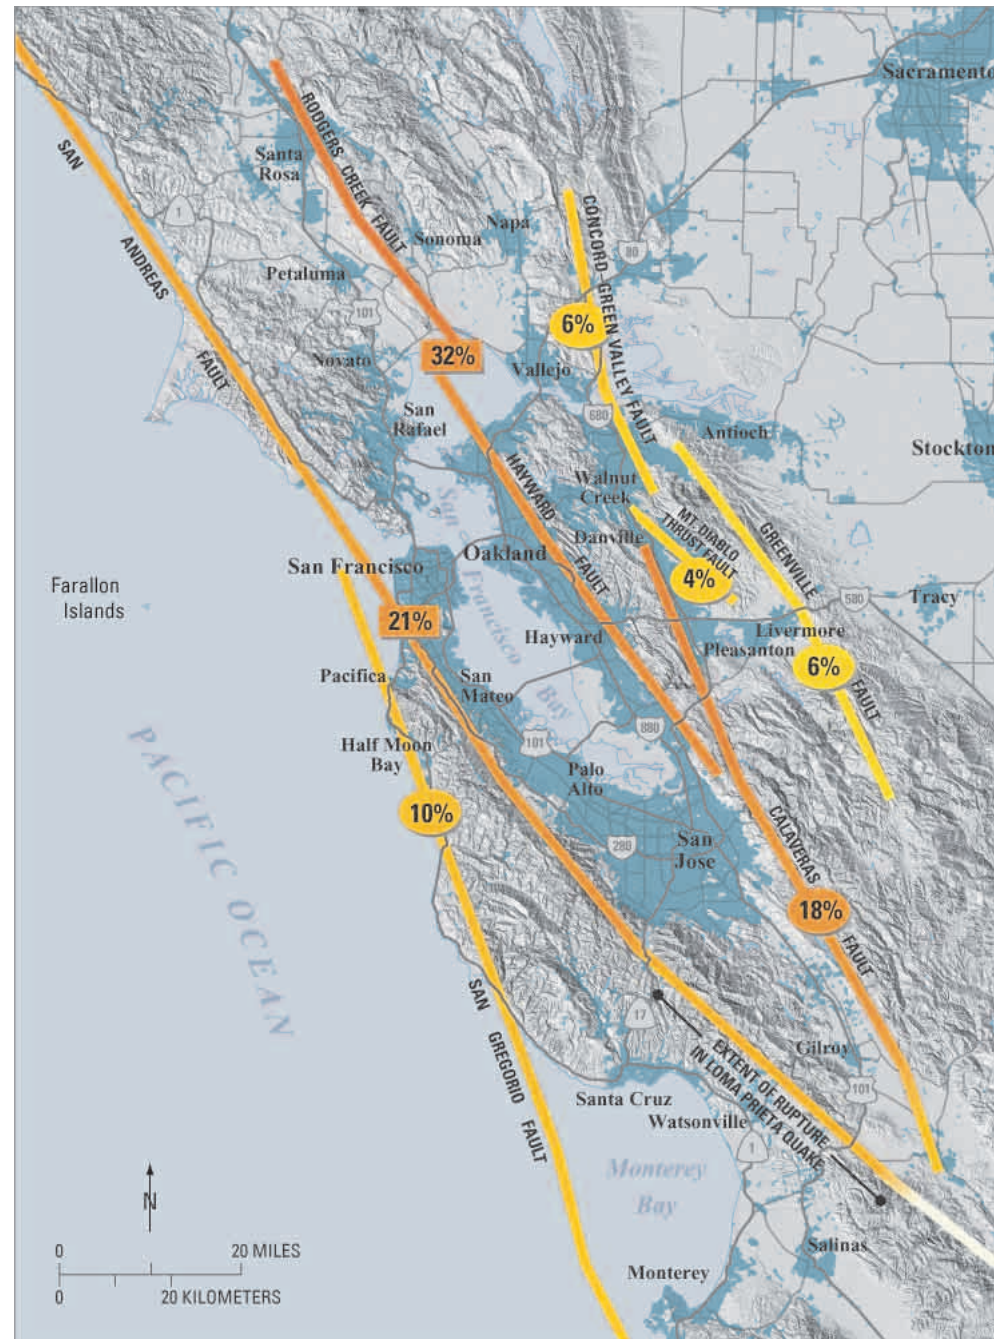 Sacramento
RODGERS CREEK FAULT
SAN ANDREAS FAULT
Santa
Rosa
1
Napa
Sonoma
80
CONCORD-GREEN VALLEY FAULT
Petaluma
101
6%
32%
Novato
Vallejo
San
Rafael
680
Antioch
Stockton
HAYWARD FAULT
Walnut
Creek
MT. DIABLO
THRUST FAULT
GREENVILLE FAULT
San Francisco Bay
Danville
Oakland
San Francisco
4%
Farallon
Islands
580
Tracy
21%
Hayward
Livermore
Pleasanton
6%
Pacifica
San
Mateo
880
101
Half Moon
Bay
Palo
Alto
PACIFIC OCEAN
10%
CALAVERAS FAULT
280
San
Jose
18%
SAN GREGORIO FAULT
17
EXTENT OF RUPTURE
IN LOMA PRIETA QUAKE
Gilroy
101
Santa Cruz
Watsonville
1
Monterey
Bay
N
Salinas
Monterey
0 20 MILES
0 20 KILOMETERS